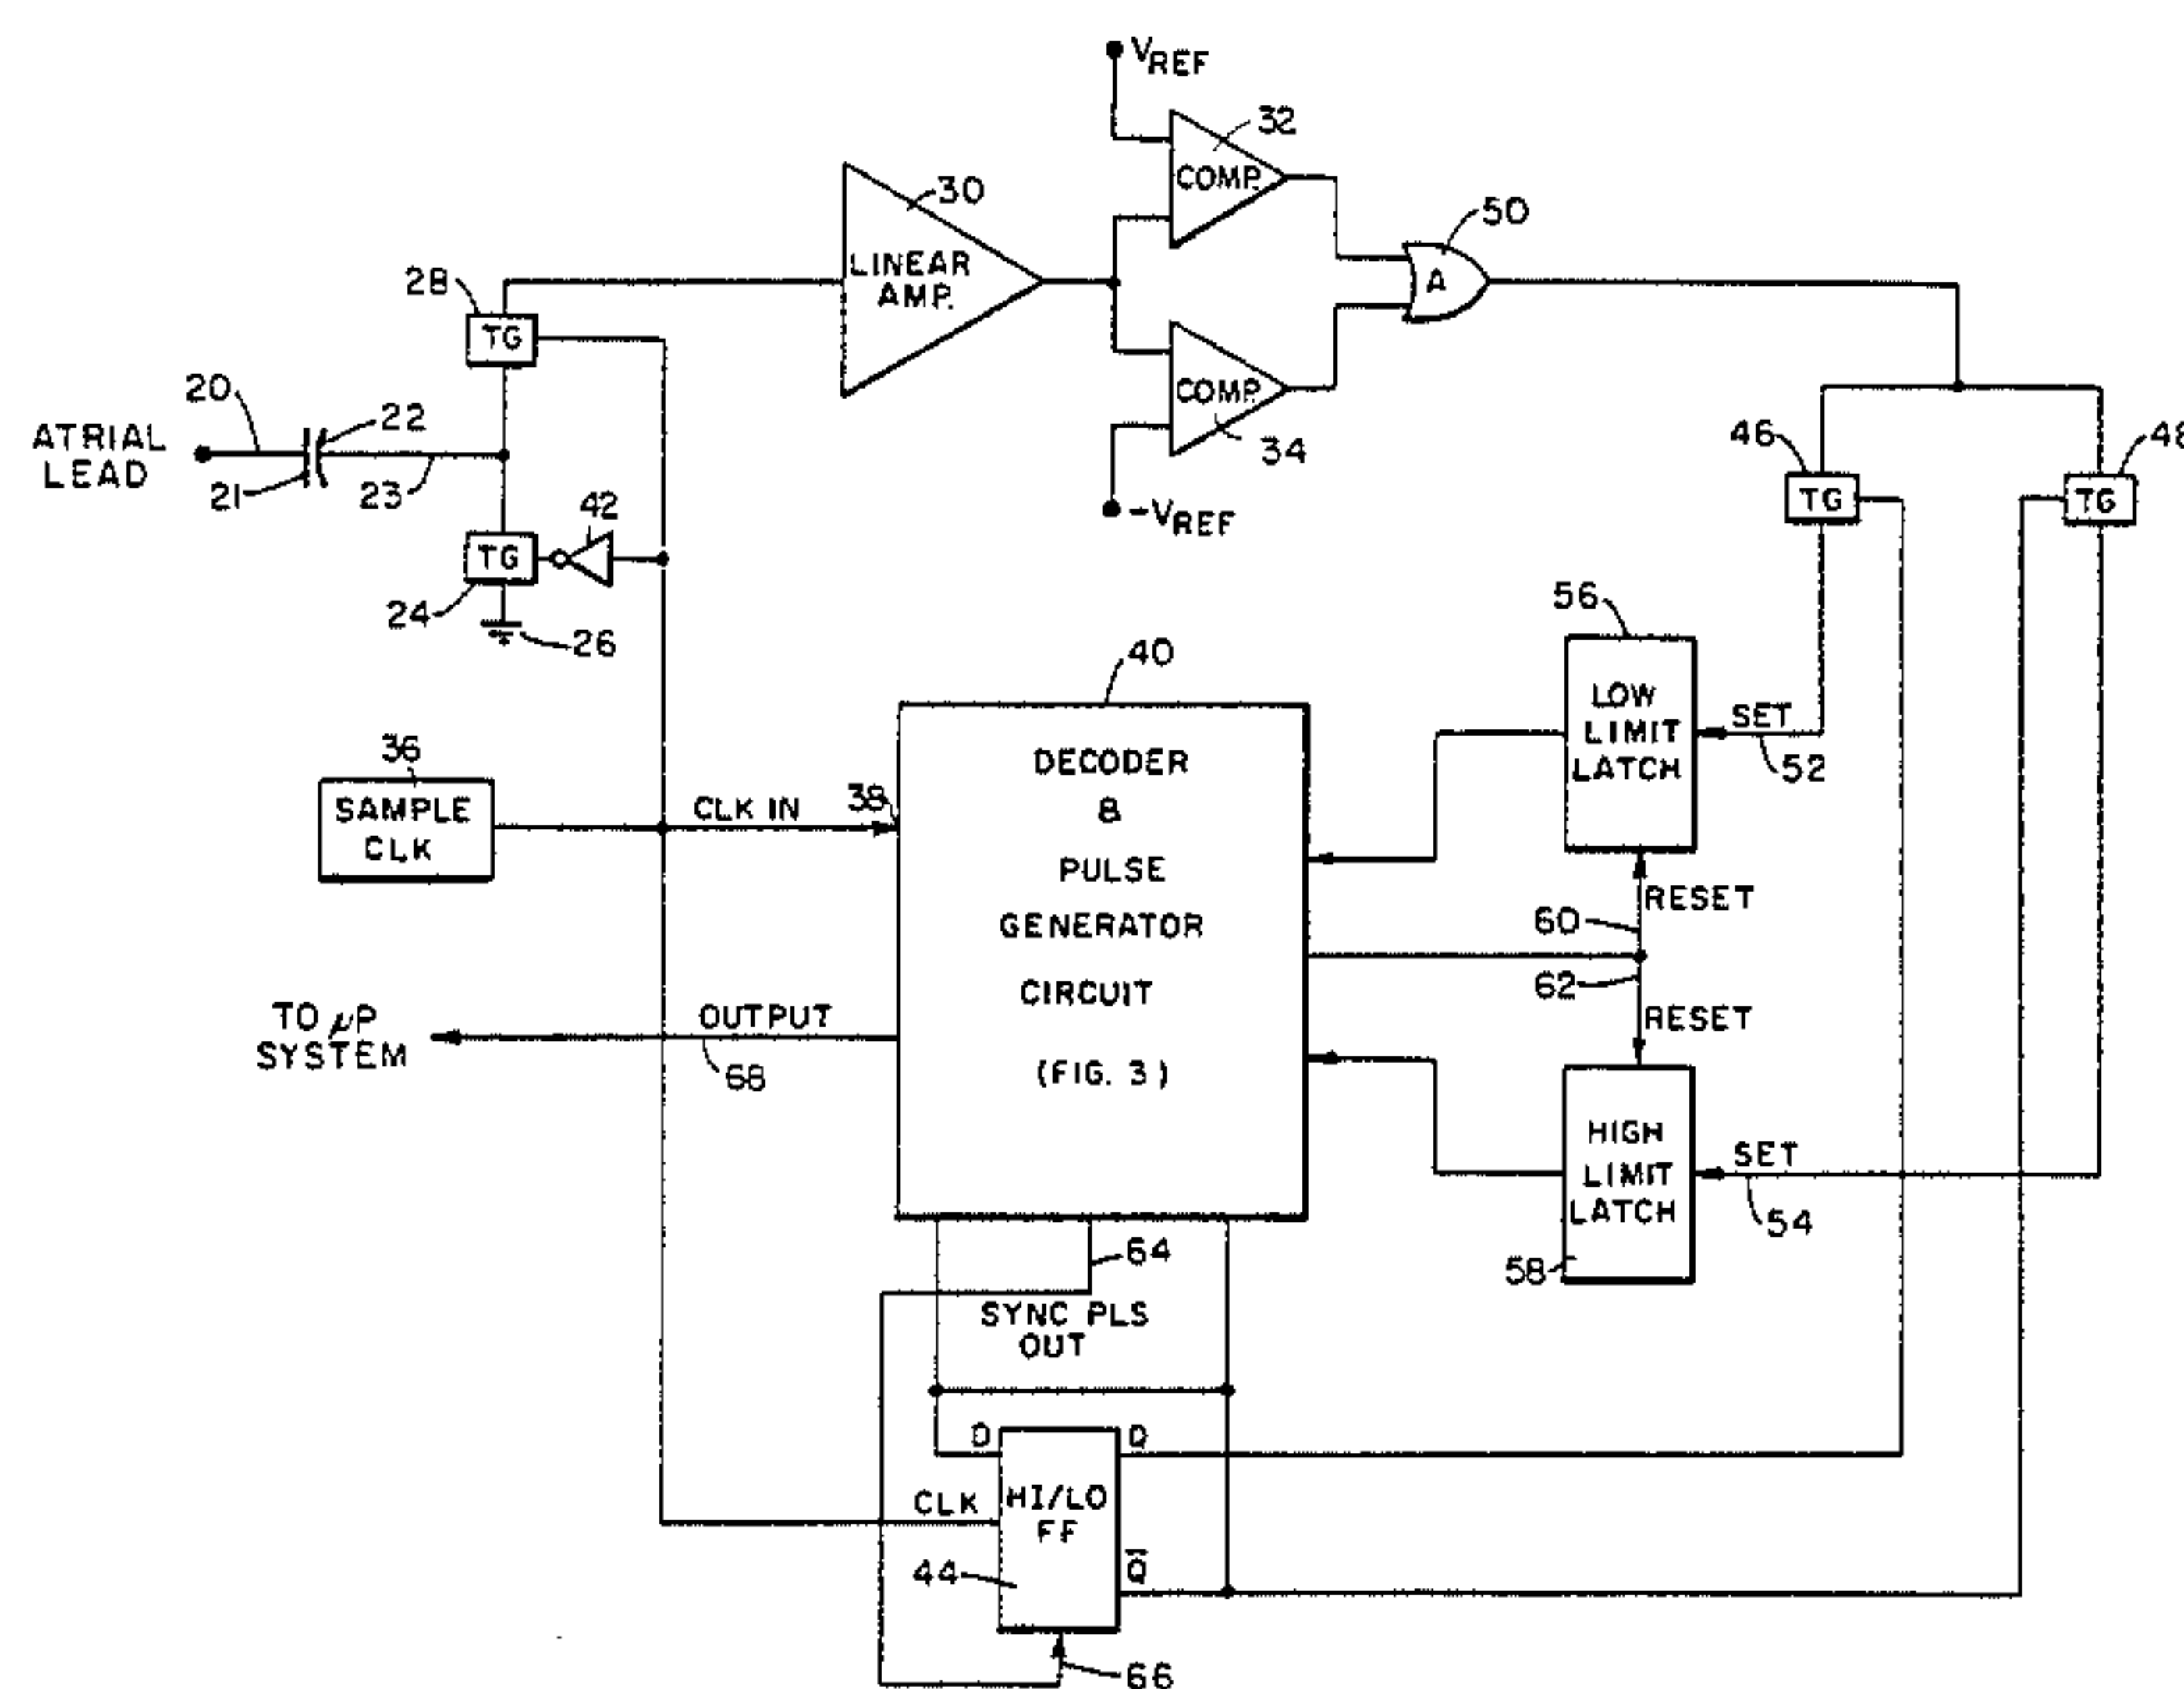 VREF
32
COMP.
30
LINEAR
AMP.
50
A
28
TG
20
22
ATRIAL
LEAD
21
23
COMP.
34
-VREF
46
TG
48
TG
42
TG
24
26
56
LOW
LIMIT
LATCH
SET
52
40
DECODER
&
PULSE
GENERATOR
CIRCUIT
(FIG. 3)
36
SAMPLE
CLK
CLK IN
38
RESET
60
62
RESET
TO μP
SYSTEM
OUTPUT
68
HIGH
LIMIT
LATCH
SET
54
58
64
SYNC PLS
OUT
D
Q
CLK
HI/LO
FF
44
Q̅
66